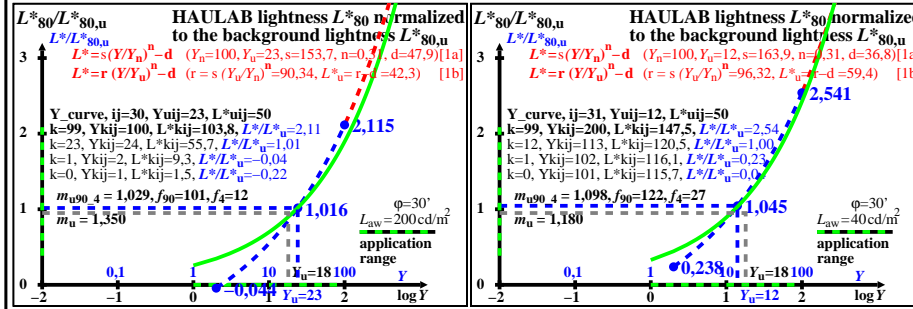 L*80/L*80,u
HAULAB lightness L*80 normalized
L*/L*80,u
to the background lightness L*80,u
L*=s(Y/Yn)n−d (Yn=100, Yu=23, s=153,7, n=0,31, d=47,9)[1a]
L*=r (Y/Yu)n−d (r = s (Yu/Yn)n=90,34, L*u=r−d =42,3) [1b]
3
Y_curve, ij=30, Yuij=23, L*uij=50
k=99, Ykij=100, L*kij=103,8, L*/L*u=2,11
k=23, Ykij=24, L*kij=55,7, L*/L*u=1,01
k=1, Ykij=2, L*kij=9,3, L*/L*u=−0,04
k=0, Ykij=1, L*kij=1,5, L*/L*u=−0,22
2,115
2
mu90_4 = 1,029, f90=101, f4=12
mu = 1,350
1
1,016
φ=30'
Law=200cd/m2
application
range
0,1 1 10 Yu=18 100 Y
0
−0,044
Yu=23
−2 −1 0 1 2 log Y
L*80/L*80,u
HAULAB lightness L*80 normalized
L*/L*80,u
to the background lightness L*80,u
L*=s(Y/Yn)n−d (Yn=100, Yu=12, s=163,9, n=0,31, d=36,8)[1a]
L*=r (Y/Yu)n−d (r = s (Yu/Yn)n=96,32, L*u=r−d =59,4) [1b]
3
2,541
Y_curve, ij=31, Yuij=12, L*uij=50
k=99, Ykij=200, L*kij=147,5, L*/L*u=2,54
k=12, Ykij=113, L*kij=120,5, L*/L*u=1,00
k=1, Ykij=102, L*kij=116,1, L*/L*u=0,23
k=0, Ykij=101, L*kij=115,7,
2
mu90_4 = 1,098, f90=122, f4=27
mu = 1,180
1
1,045
φ=30'
Law=40cd/m2
application
range
0,238
0,1 1 10 Yu=18 100 Y
0
Yu=12
−2 −1 0 1 2 log Y